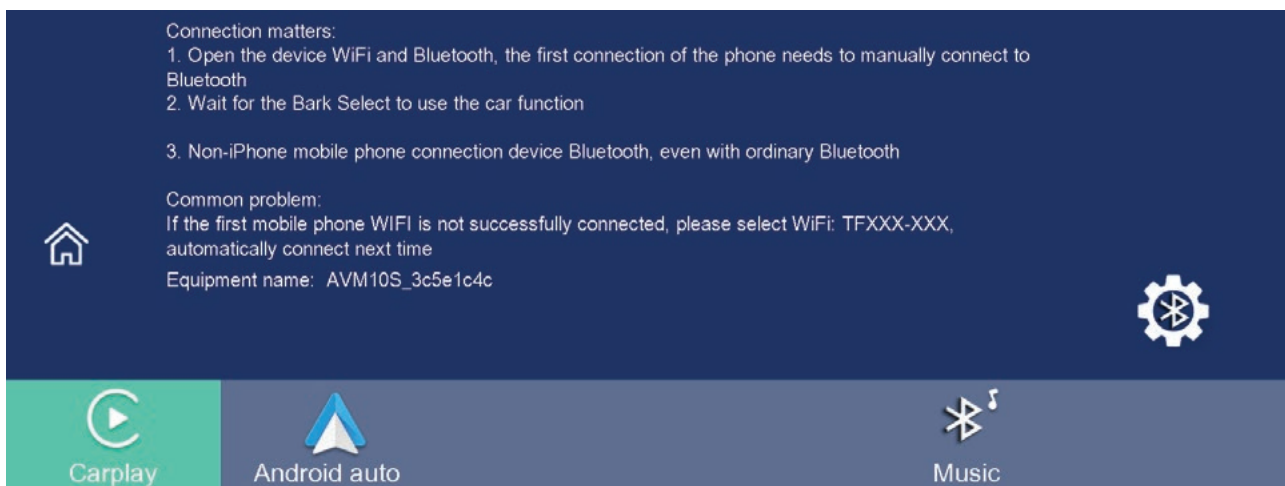 Connection matters:
1. Open the device WiFi and Bluetooth, the first connection of the phone needs to manually connect to
Bluetooth
2. Wait for the Bark Select to use the car function
3. Non-iPhone mobile phone connection device Bluetooth, even with ordinary Bluetooth
Common problem:
If the first mobile phone WIFI is not successfully connected, please select WiFi: TFXXX-XXX,
automatically connect next time
Equipment name: AVM10S_3c5e1c4c
Carplay
Android auto
Music